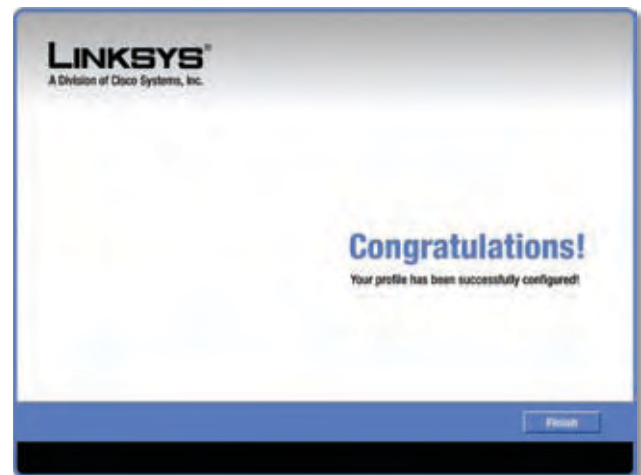 LINKSYS®
A Division of Cisco Systems, Inc.
Congratulations!
Your profile has been successfully configured!
Finish